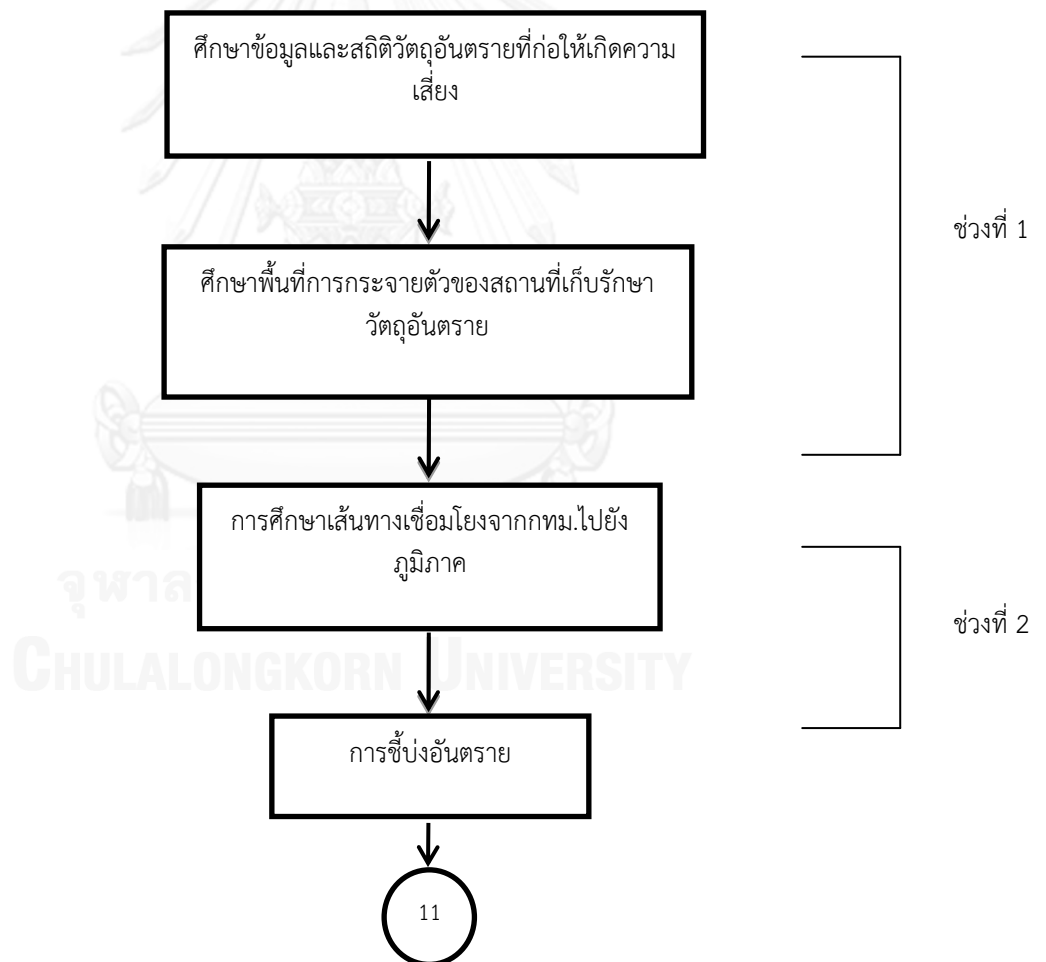 ศึกษาข้อมูลและสถิติวัตถุอันตรายที่ก่อให้เกิดความ
เสี่ยง
ช่วงที่ 1
ศึกษาพื้นที่การกระจายตัวของสถานที่เก็บรักษา
วัตถุอันตราย
การศึกษาเส้นทางเชื่อมโยงจากกทม.ไปยัง
ภูมิภาค
จุฬาล
ช่วงที่ 2
CHULALONGKORN UNIVERSITY
การชี้บ่งอันตราย
11